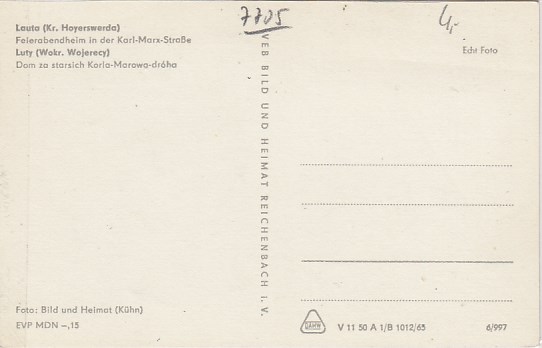 7705
4,-
Lauta (Kr. Hoyerswerda)
Feierabendheim in der Karl-Marx-Straße
Luty (Wokr. Wojerecy)
Dom za starsich Korla-Marowa-dróha
Echt Foto
VEB BILD UND HEIMAT REICHENBACH I. V.
Foto: Bild und Heimat (Kühn)
EVP MDN –,15
V 11 50 A 1/B 1012/65
6/997